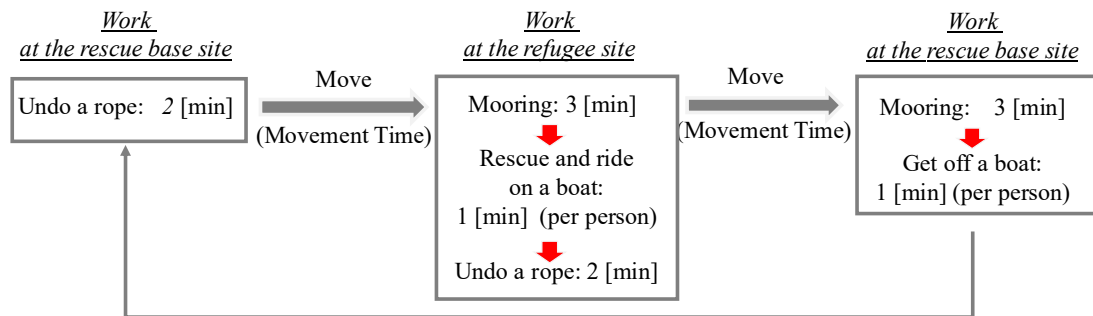 Work
at the rescue base site
Undo a rope: 2 [min]
Move
(Movement Time)
Work
at the refugee site
Mooring: 3 [min]
Rescue and ride
on a boat:
1 [min] (per person)
Undo a rope: 2 [min]
Move
(Movement Time)
Work
at the rescue base site
Mooring: 3 [min]
Get off a boat:
1 [min] (per person)